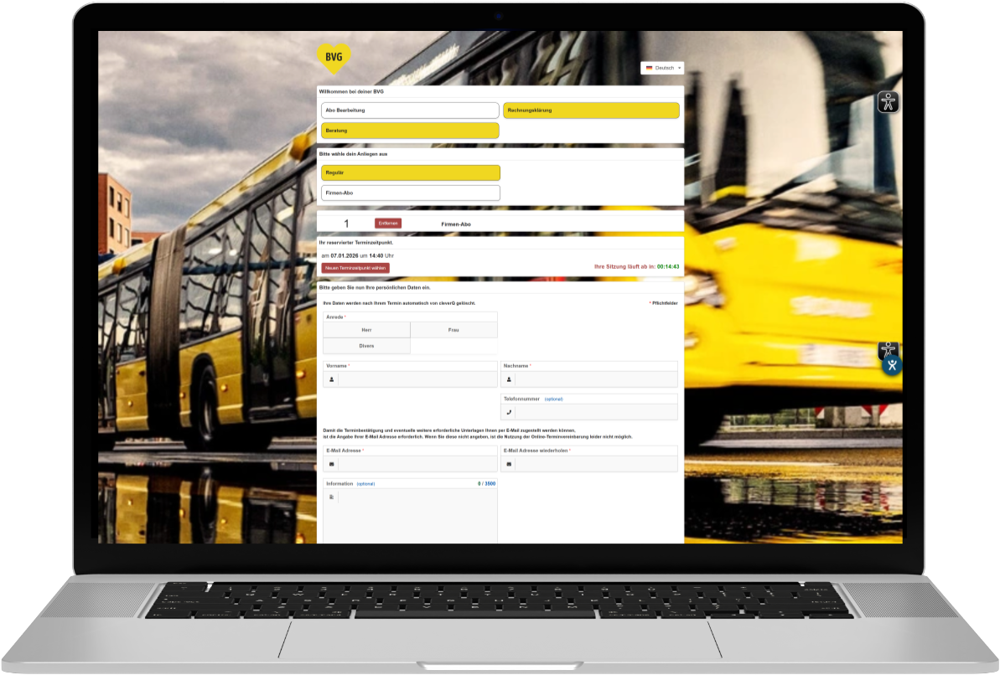 BVG
Deutsch
Willkommen bei deiner BVG
Abo Bearbeitung
Rechnungsklärung
Beratung
Bitte wähle dein Anliegen aus
Regulär
Firmen-Abo
1 Entfernen Firmen-Abo
Ihr reservierter Terminzeitpunkt.
am 07.01.2026 um 14:40 Uhr
Neuen Terminzeitpunkt wählen
Ihre Sitzung läuft ab in: 00:14:43
Bitte geben Sie nun Ihre persönlichen Daten ein.
Ihre Daten werden nach Ihrem Termin automatisch von cleverQ gelöscht.
* Pflichtfelder
Anrede *
Herr
Frau
Divers
Vorname *
Nachname *
Telefonnummer (optional)
Damit die Terminbestätigung und eventuelle weitere erforderliche Unterlagen Ihnen per E-Mail zugestellt werden können,
ist die Angabe Ihrer E-Mail Adresse erforderlich. Wenn Sie diese nicht angeben, ist die Nutzung der Online-Terminvereinbarung leider nicht möglich.
E-Mail Adresse *
E-Mail Adresse wiederholen *
Information (optional)
0 / 3500